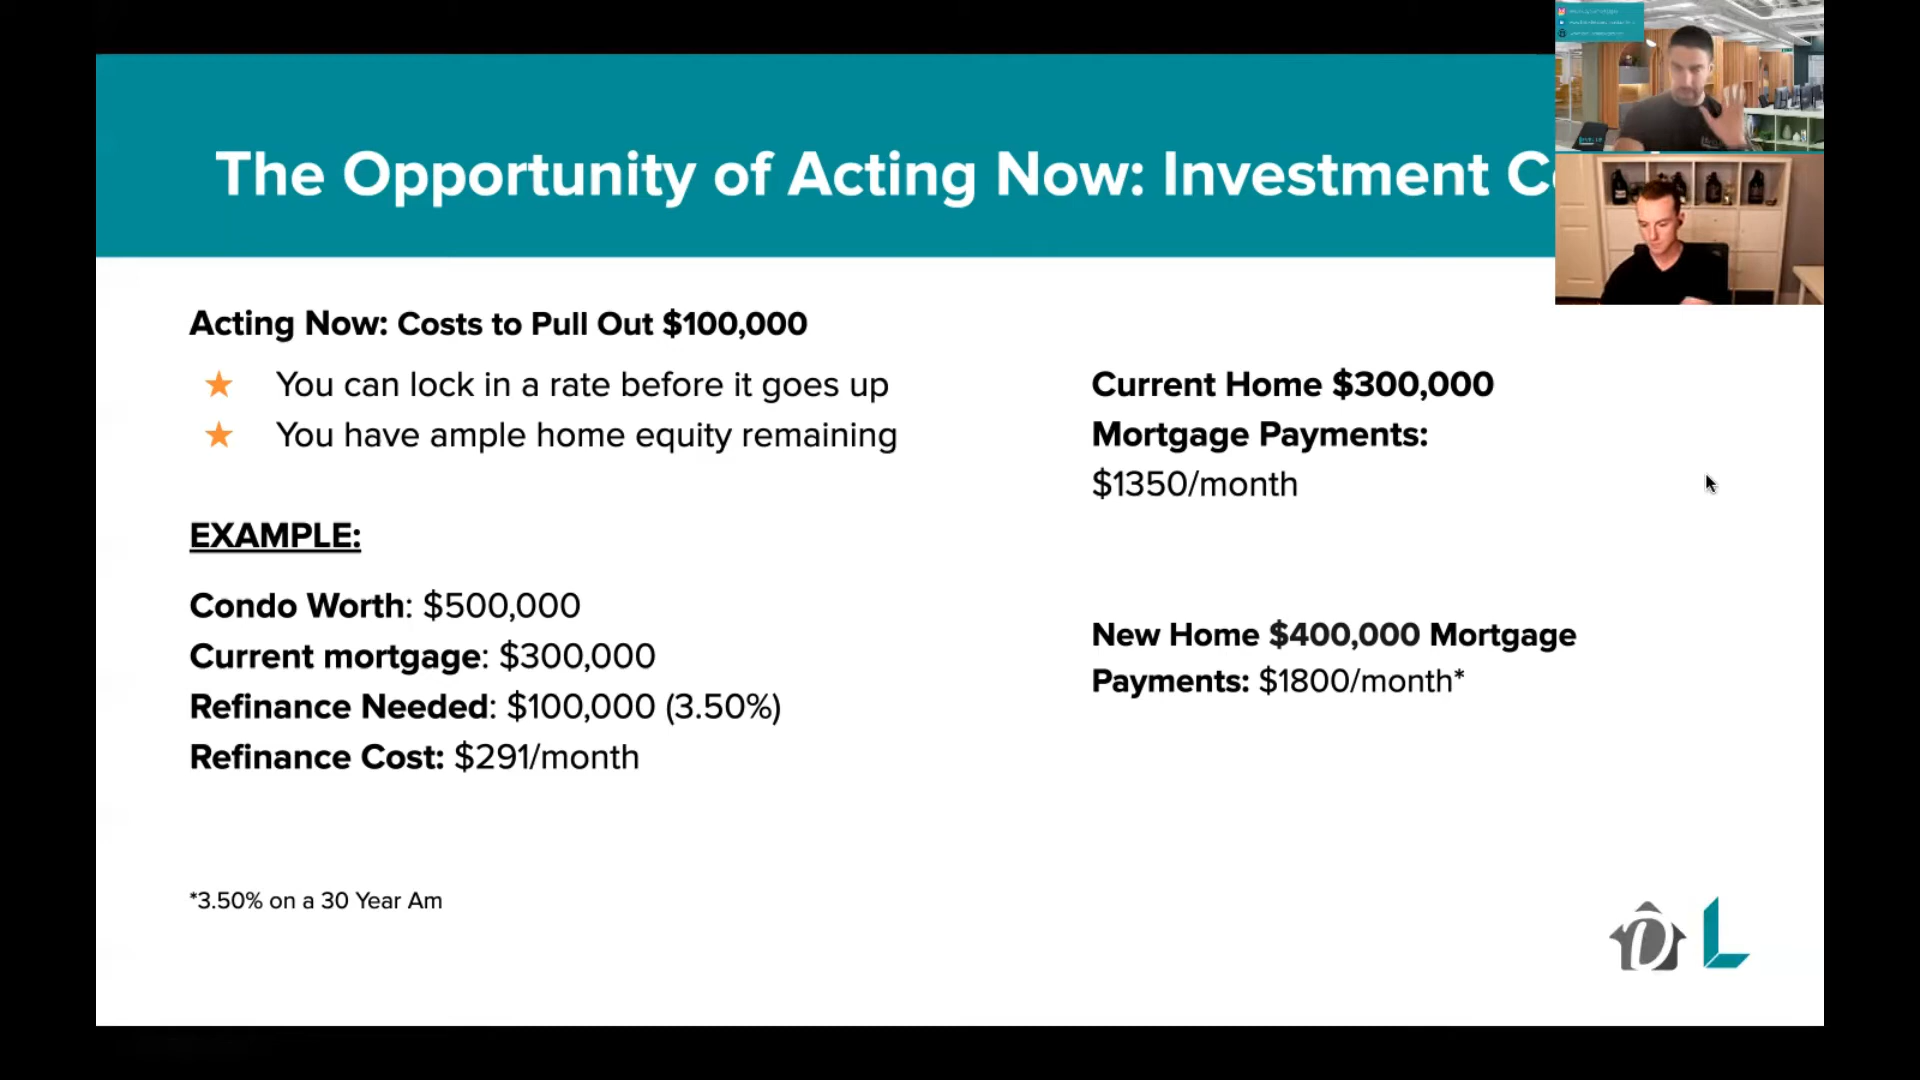 The Opportunity of Acting Now: Investment
Acting Now: Costs to Pull Out $100,000
★ You can lock in a rate before it goes up
★ You have ample home equity remaining
EXAMPLE:
Condo Worth: $500,000
Current mortgage: $300,000
Refinance Needed: $100,000 (3.50%)
Refinance Cost: $291/month
*3.50% on a 30 Year Am
Current Home $300,000
Mortgage Payments:
$1350/month
New Home $400,000 Mortgage
Payments: $1800/month*